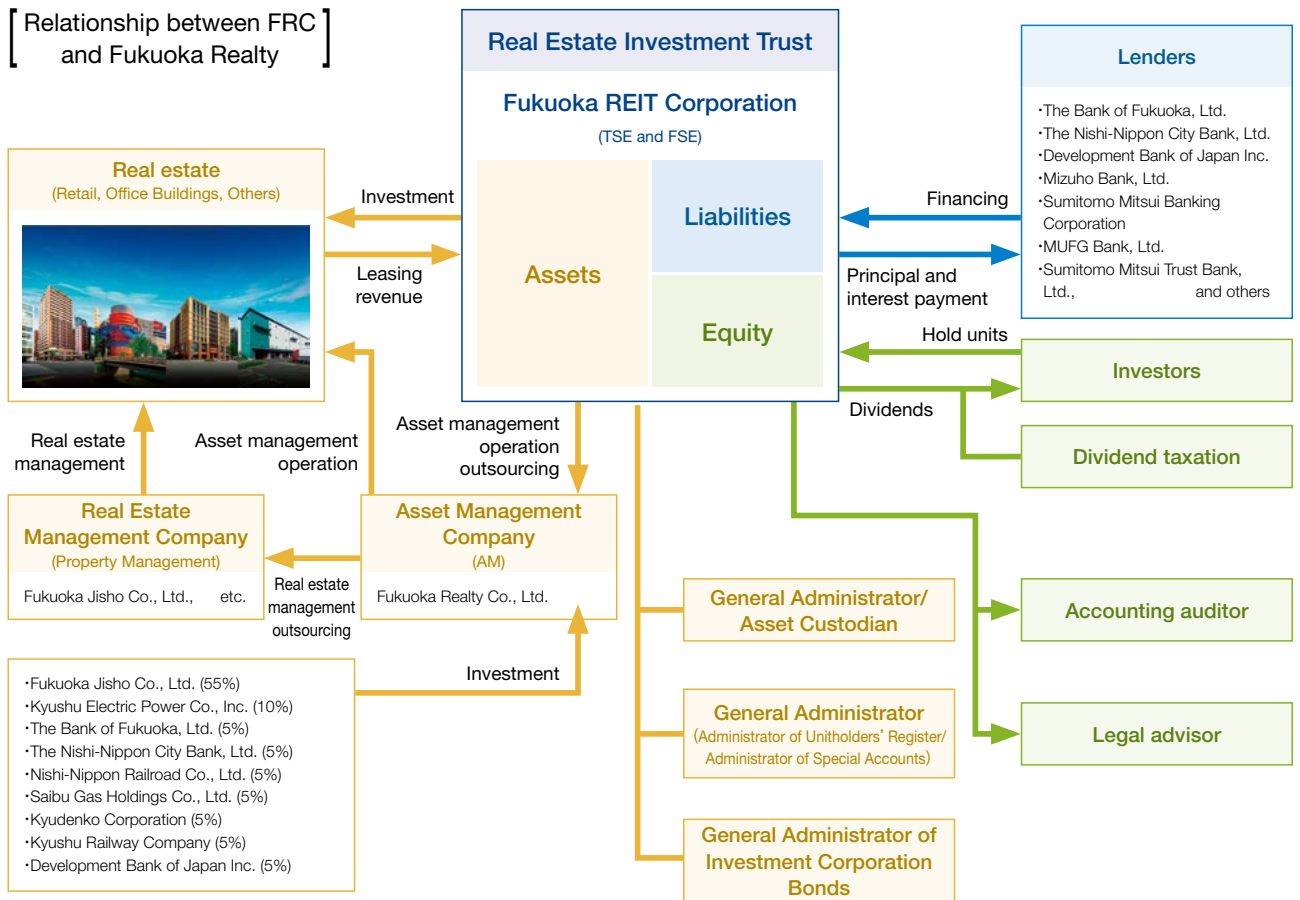 Relationship between FRC
and Fukuoka Realty
Real Estate Investment Trust
Fukuoka REIT Corporation
(TSE and FSE)
Assets
Liabilities
Equity
Lenders
・The Bank of Fukuoka, Ltd.
・The Nishi-Nippon City Bank, Ltd.
・Development Bank of Japan Inc.
・Mizuho Bank, Ltd.
・Sumitomo Mitsui Banking
Corporation
・MUFG Bank, Ltd.
・Sumitomo Mitsui Trust Bank,
Ltd., and others
Real estate
(Retail, Office Buildings, Others)
Investment
Leasing
revenue
Financing
Principal and
interest payment
Hold units
Investors
Dividends
Dividend taxation
Real estate
management
Asset management
operation
Asset management
operation
outsourcing
Real Estate
Management Company
(Property Management)
Fukuoka Jisho Co., Ltd., etc.
Real estate
management
outsourcing
Asset Management
Company
(AM)
Fukuoka Realty Co., Ltd.
Investment
・Fukuoka Jisho Co., Ltd. (55%)
・Kyushu Electric Power Co., Inc. (10%)
・The Bank of Fukuoka, Ltd. (5%)
・The Nishi-Nippon City Bank, Ltd. (5%)
・Nishi-Nippon Railroad Co., Ltd. (5%)
・Saibu Gas Holdings Co., Ltd. (5%)
・Kyudenko Corporation (5%)
・Kyushu Railway Company (5%)
・Development Bank of Japan Inc. (5%)
General Administrator/
Asset Custodian
General Administrator
(Administrator of Unitholders' Register/
Administrator of Special Accounts)
General Administrator of
Investment Corporation
Bonds
Accounting auditor
Legal advisor